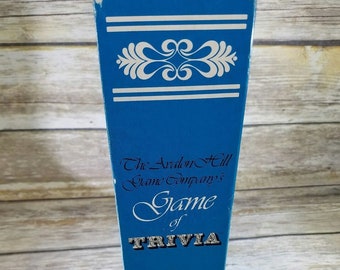 The Avalon Hill
Game Company's
Game
of
TRIVIA